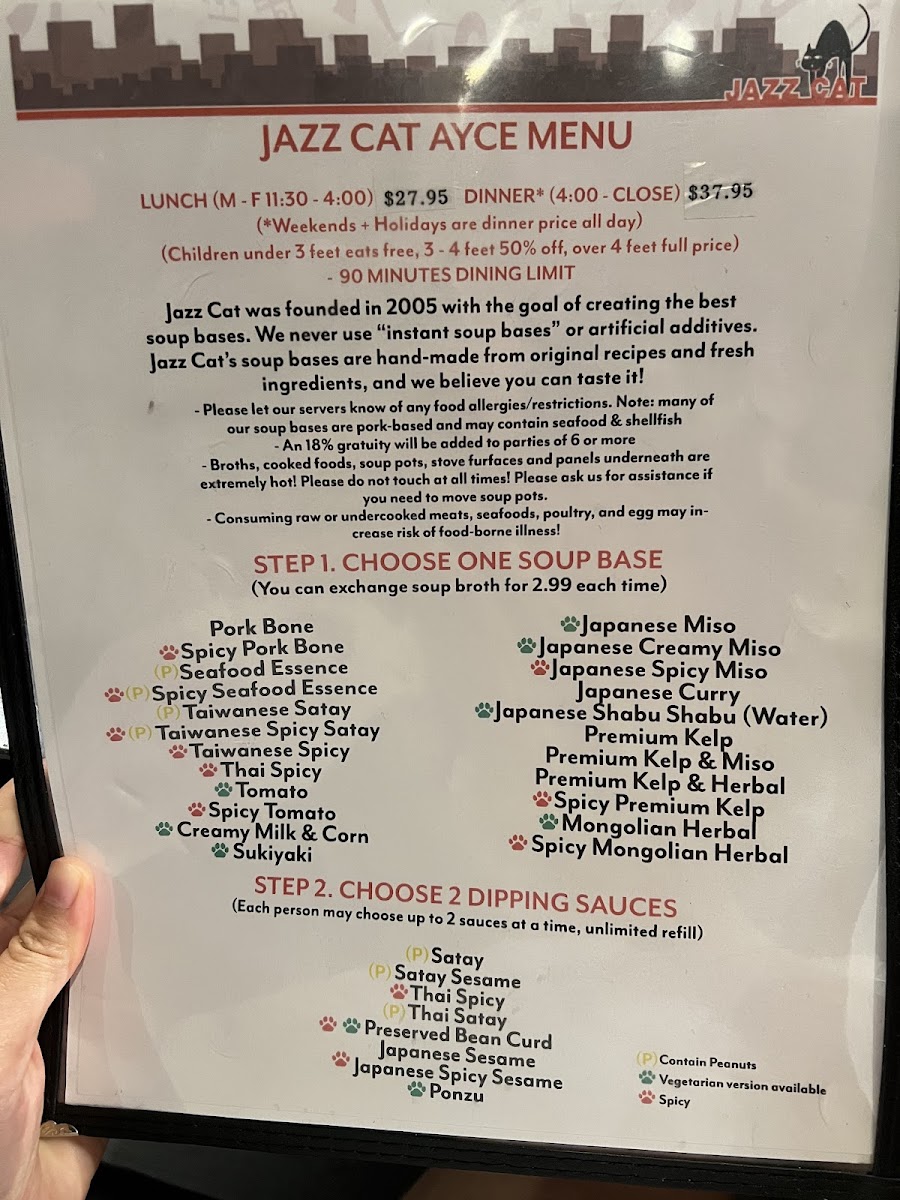 JAZZ CAT
JAZZ CAT AYCE MENU
LUNCH (M - F 11:30 - 4:00) $27.95 DINNER* (4:00 - CLOSE) $37.95
(*Weekends + Holidays are dinner price all day)
(Children under 3 feet eats free, 3 - 4 feet 50% off, over 4 feet full price)
- 90 MINUTES DINING LIMIT
Jazz Cat was founded in 2005 with the goal of creating the best
soup bases. We never use “instant soup bases” or artificial additives.
Jazz Cat's soup bases are hand-made from original recipes and fresh
ingredients, and we believe you can taste it!
- Please let our servers know of any food allergies/restrictions. Note: many of
our soup bases are pork-based and may contain seafood & shellfish
- An 18% gratuity will be added to parties of 6 or more
- Broths, cooked foods, soup pots, stove furfaces and panels underneath are
extremely hot! Please do not touch at all times! Please ask us for assistance if
you need to move soup pots.
- Consuming raw or undercooked meats, seafoods, poultry, and egg may in-
crease risk of food-borne illness!
STEP 1. CHOOSE ONE SOUP BASE
(You can exchange soup broth for 2.99 each time)
Pork Bone
Spicy Pork Bone
(P) Seafood Essence
(P) Spicy Seafood Essence
(P) Taiwanese Satay
(P) Taiwanese Spicy Satay
Taiwanese Spicy
Thai Spicy
Tomato
Spicy Tomato
Creamy Milk & Corn
Sukiyaki
Japanese Miso
Japanese Creamy Miso
Japanese Spicy Miso
Japanese Curry
Japanese Shabu Shabu (Water)
Premium Kelp
Premium Kelp & Miso
Premium Kelp & Herbal
Spicy Premium Kelp
Mongolian Herbal
Spicy Mongolian Herbal
STEP 2. CHOOSE 2 DIPPING SAUCES
(Each person may choose up to 2 sauces at a time, unlimited refill)
(P) Satay
(P) Satay Sesame
Thai Spicy
(P) Thai Satay
Preserved Bean Curd
Japanese Sesame
Japanese Spicy Sesame
Ponzu
(P) Contain Peanuts
Vegetarian version available
Spicy